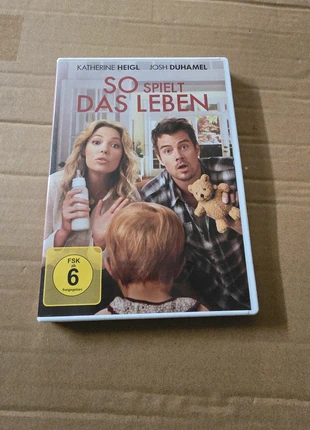 KATHERINE HEIGL JOSH DUHAMEL
SO SPIELT
DAS LEBEN
FSK
ab
6
freigegeben